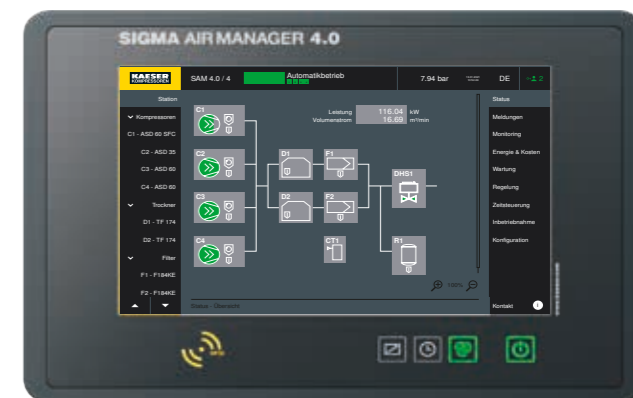 SIGMA AIR MANAGER 4.0
KAESER
KOMPRESSOREN
SAM 4.0 / 4
Automatikbetrieb
7.94 bar
DE
2
Station
Kompressoren
C1 - ASD 60 SFC
C2 - ASD 35
C3 - ASD 60
C4 - ASD 60
Trockner
D1 - TF 174
D2 - TF 174
Filter
F1 - F184KE
F2 - F184KE
C1
C2
C3
C4
Leistung 116.04 kW
Volumenstrom 16.69 m³/min
D1
F1
D2
F2
DHS1
CT1
R1
100%
Status - Übersicht
Status
Meldungen
Monitoring
Energie & Kosten
Wartung
Regelung
Zeitsteuerung
Inbetriebnahme
Konfiguration
Kontakt
i